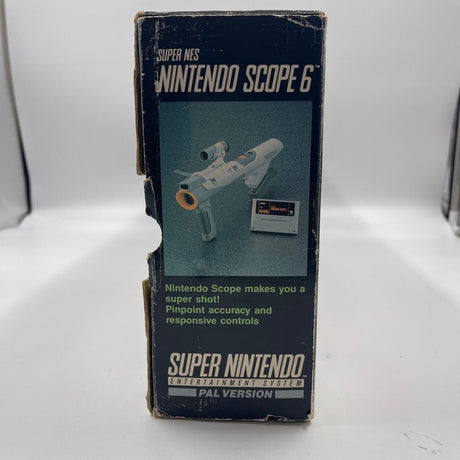 SUPER NES
NINTENDO SCOPE 6™
Nintendo Scope makes you a
super shot!
Pinpoint accuracy and
responsive controls
SUPER NINTENDO™
ENTERTAINMENT SYSTEM
PAL VERSION